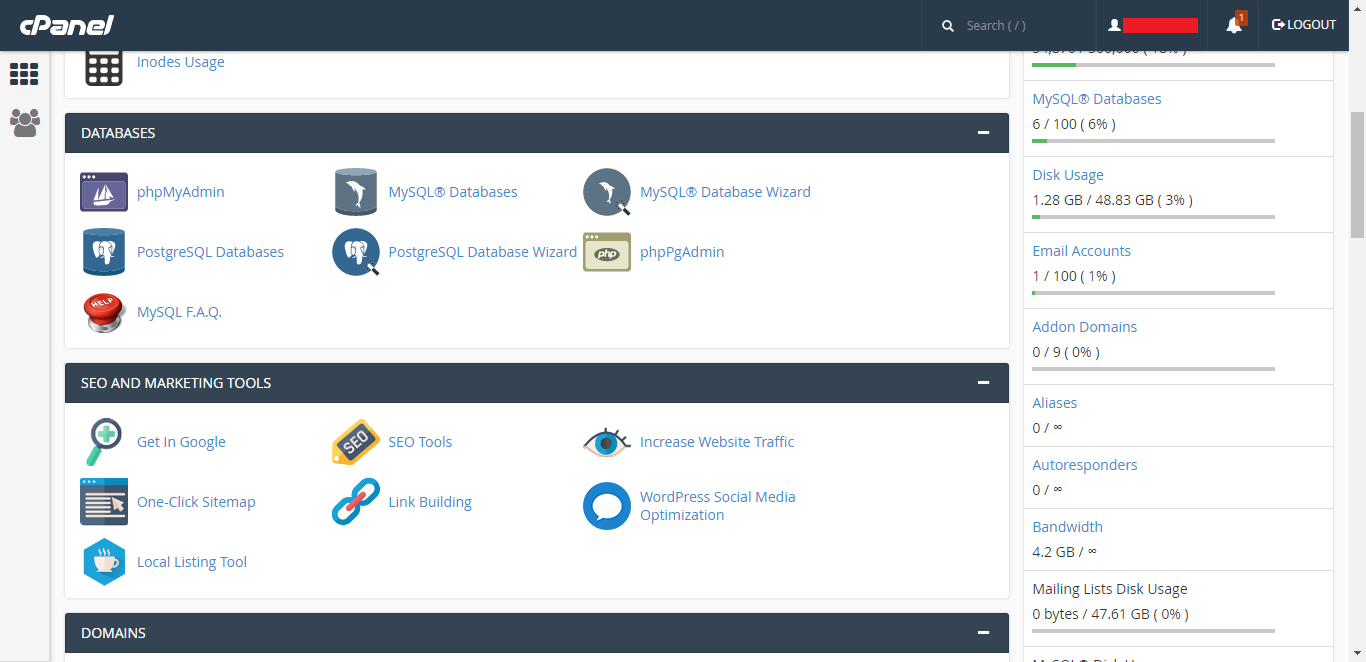 cPanel
Search ( / )
1
LOGOUT
Inodes Usage
DATABASES
phpMyAdmin
MySQL® Databases
MySQL® Database Wizard
PostgreSQL Databases
PostgreSQL Database Wizard
php
phpPgAdmin
HELP
MySQL F.A.Q.
SEO AND MARKETING TOOLS
Get In Google
SEO
SEO Tools
Increase Website Traffic
One-Click Sitemap
Link Building
WordPress Social Media
Optimization
Local Listing Tool
DOMAINS
MySQL® Databases
6 / 100 ( 6% )
Disk Usage
1.28 GB / 48.83 GB ( 3% )
Email Accounts
1 / 100 ( 1% )
Addon Domains
0 / 9 ( 0% )
Aliases
0 / ∞
Autoresponders
0 / ∞
Bandwidth
4.2 GB / ∞
Mailing Lists Disk Usage
0 bytes / 47.61 GB ( 0% )